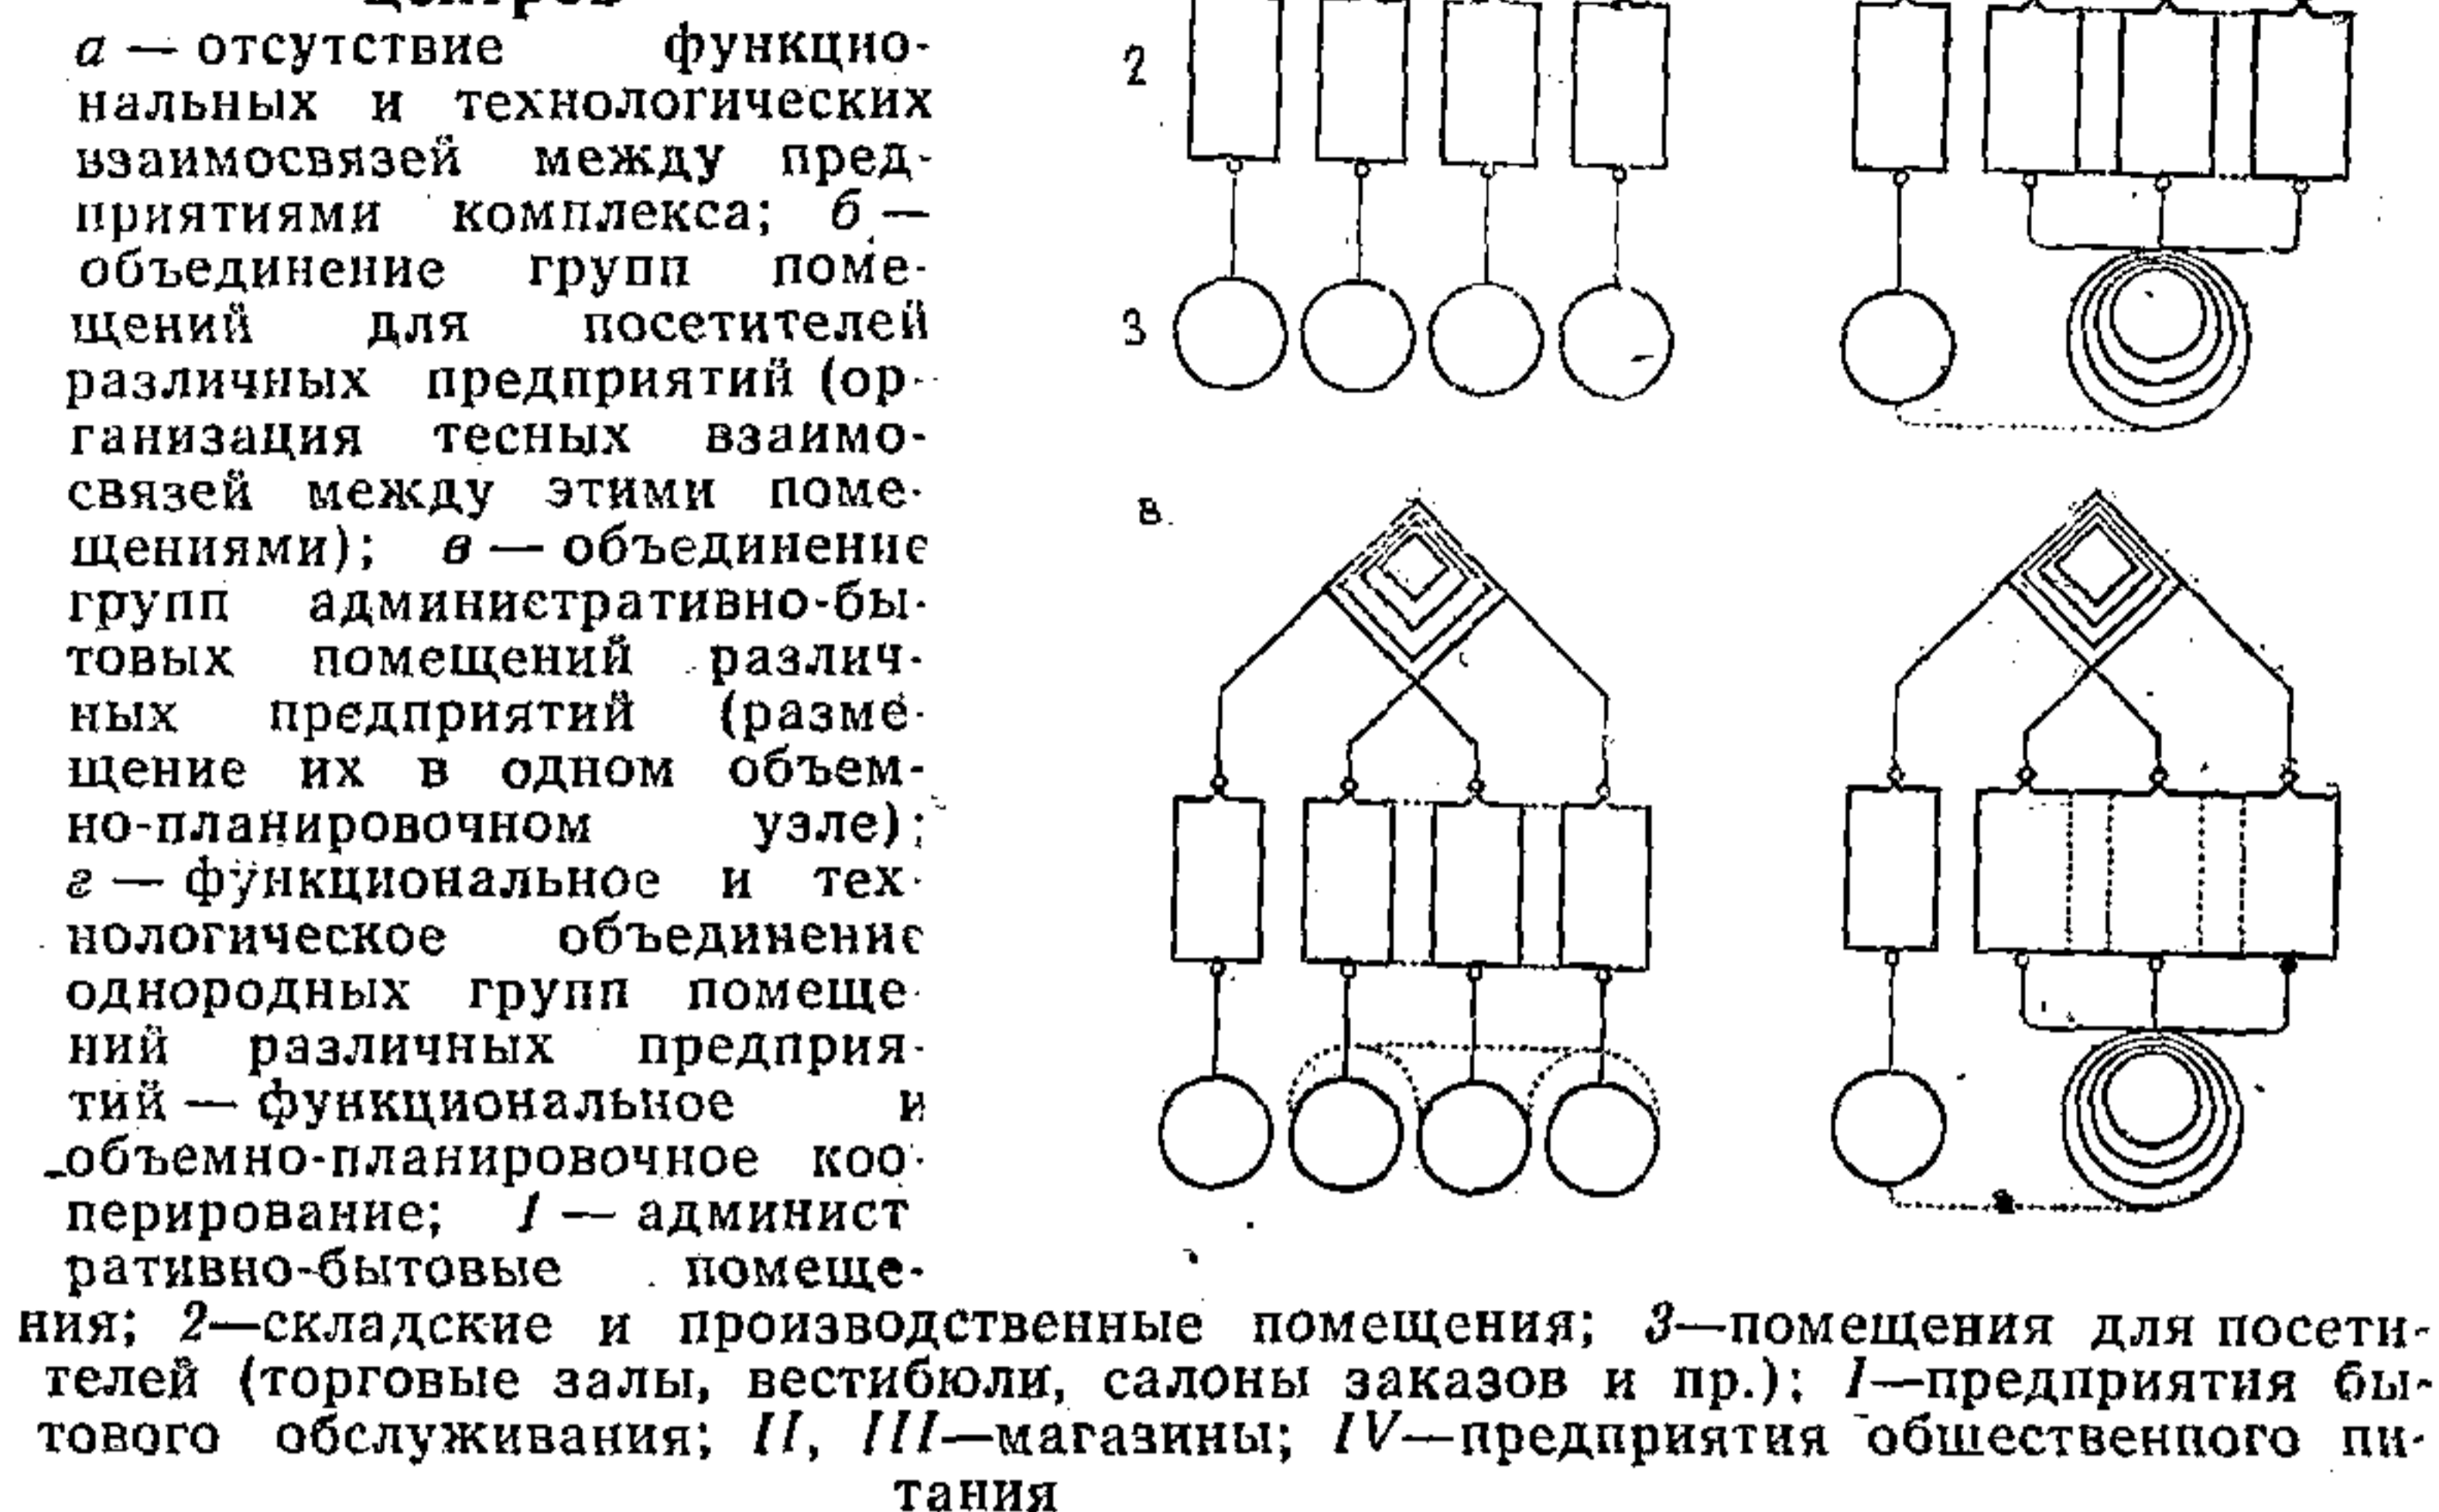 центров
а — отсутствие функцио-
нальных и технологических
взаимосвязей между пред-
приятиями комплекса; б —
объединение групп поме-
щений для посетителей
различных предприятий (ор-
ганизация тесных взаимо-
связей между этими поме-
щениями); в — объединение
групп административно-бы-
товых помещений различ-
ных предприятий (разме-
щение их в одном объем-
но-планировочном узле);
г — функциональное и тех-
нологическое объединение
однородных групп помеще-
ний различных предприя-
тий — функциональное и
объемно-планировочное коо-
перирование; 1 — админист
ративно-бытовые помеще-
ния; 2—складские и производственные помещения; 3—помещения для посети-
телей (торговые залы, вестибюли, салоны заказов и пр.); I—предприятия бы-
тового обслуживания; II, III—магазины; IV—предприятия общественного пи-
тания
2
3
в